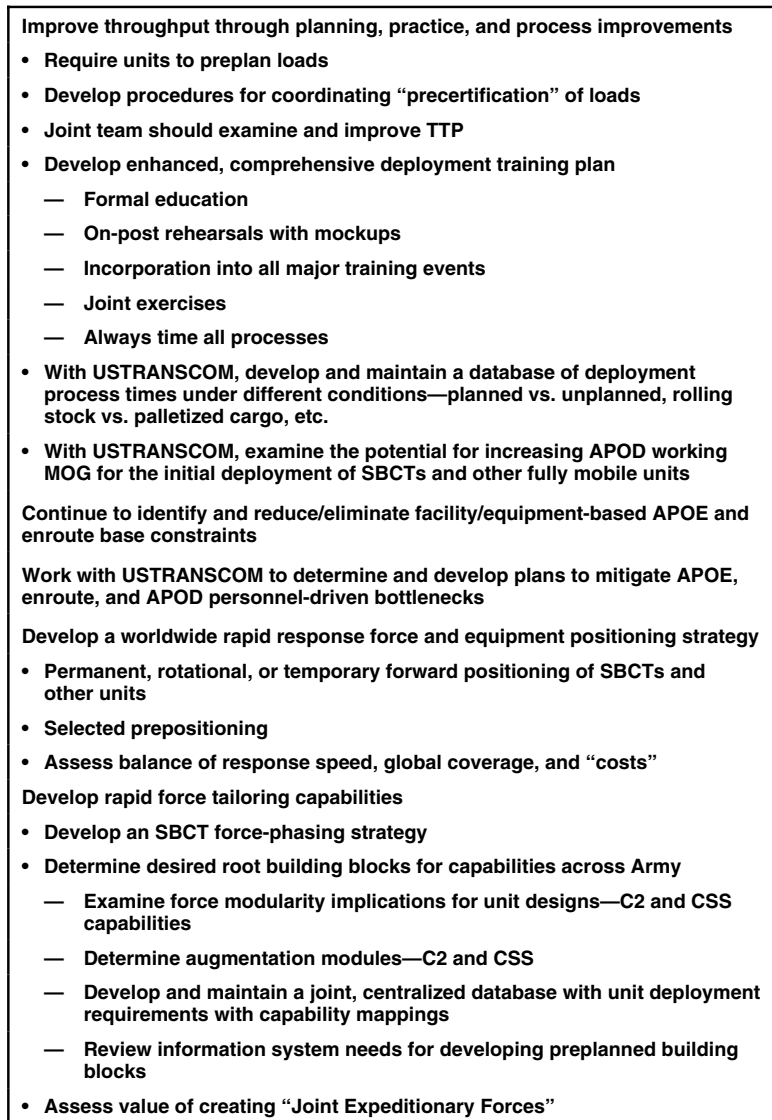 Improve throughput through planning, practice, and process improvements
• Require units to preplan loads
• Develop procedures for coordinating “precertification” of loads
• Joint team should examine and improve TTP
• Develop enhanced, comprehensive deployment training plan
— Formal education
— On-post rehearsals with mockups
— Incorporation into all major training events
— Joint exercises
— Always time all processes
• With USTRANSCOM, develop and maintain a database of deployment
process times under different conditions—planned vs. unplanned, rolling
stock vs. palletized cargo, etc.
• With USTRANSCOM, examine the potential for increasing APOD working
MOG for the initial deployment of SBCTs and other fully mobile units
Continue to identify and reduce/eliminate facility/equipment-based APOE and
enroute base constraints
Work with USTRANSCOM to determine and develop plans to mitigate APOE,
enroute, and APOD personnel-driven bottlenecks
Develop a worldwide rapid response force and equipment positioning strategy
• Permanent, rotational, or temporary forward positioning of SBCTs and
other units
• Selected prepositioning
• Assess balance of response speed, global coverage, and “costs”
Develop rapid force tailoring capabilities
• Develop an SBCT force-phasing strategy
• Determine desired root building blocks for capabilities across Army
— Examine force modularity implications for unit designs—C2 and CSS
capabilities
— Determine augmentation modules—C2 and CSS
— Develop and maintain a joint, centralized database with unit deployment
requirements with capability mappings
— Review information system needs for developing preplanned building
blocks
• Assess value of creating “Joint Expeditionary Forces”